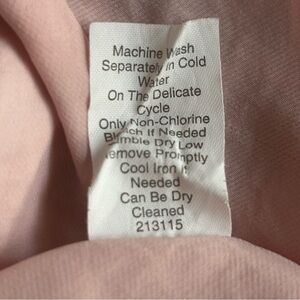 Machine Wash
Separately In Cold
Water
On The Delicate
Cycle
Only Non-Chlorine
Bleach If Needed
Tumble Dry Low
Remove Promptly
Cool Iron If
Needed
Can Be Dry
Cleaned
213115